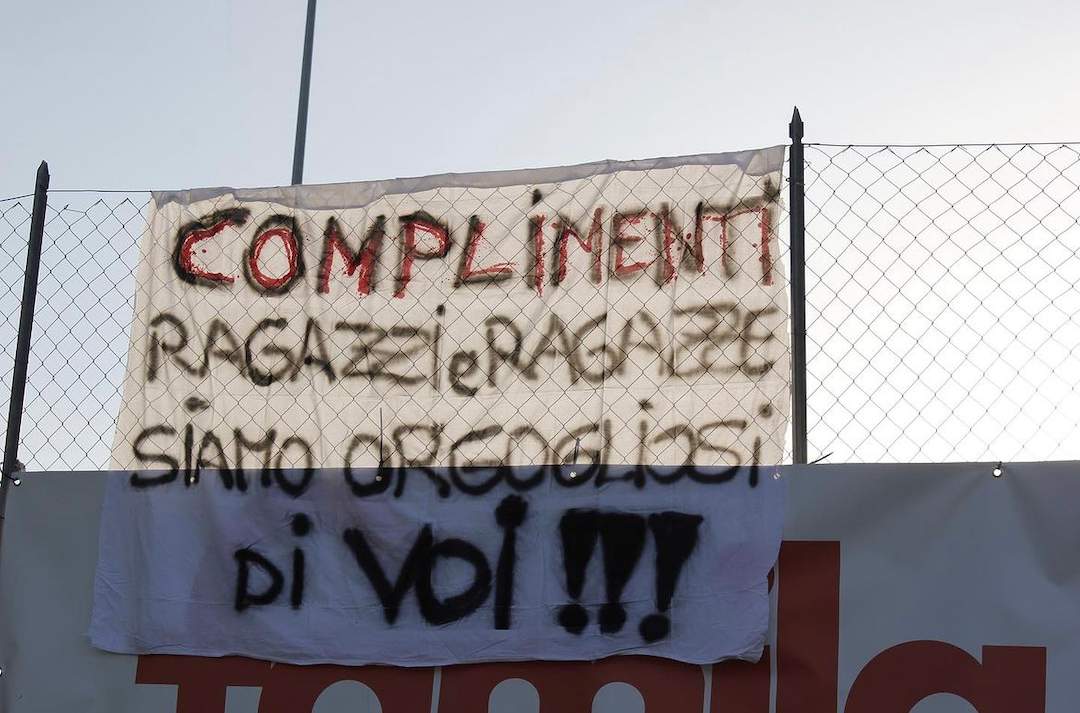 COMPLIMENTI
RAGAZZI e RAGAZZE
SiAMO ORGOGLIOSi
Di VOi !!!